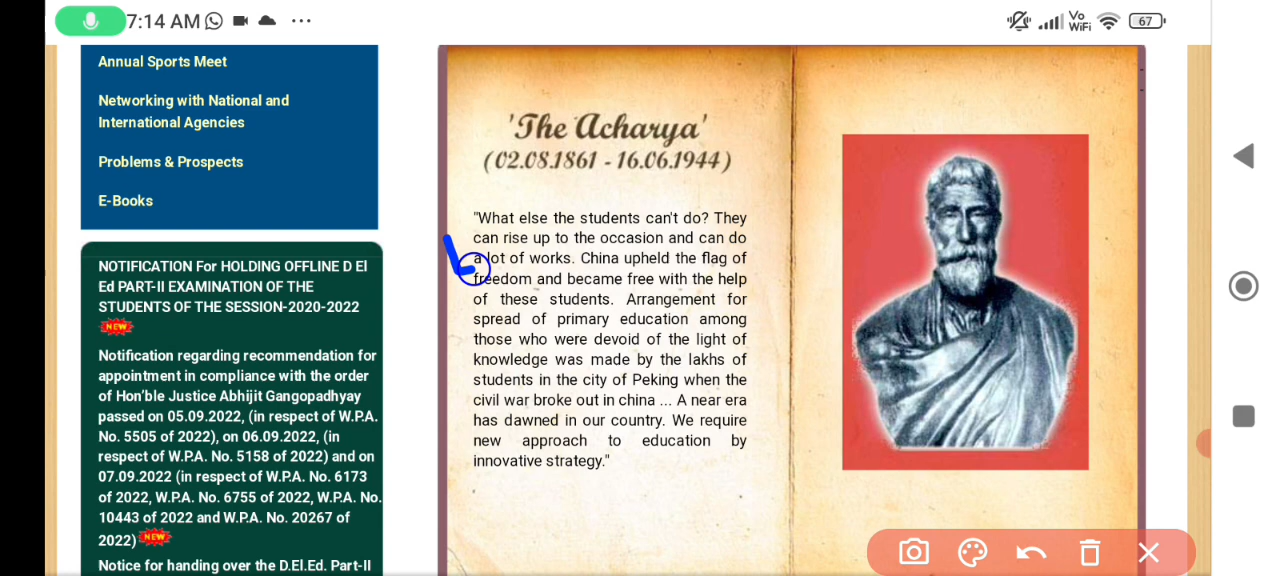 7:14 AM
Vo
WiFi
67
Annual Sports Meet
Networking with National and
International Agencies
Problems & Prospects
E-Books
NOTIFICATION For HOLDING OFFLINE D El
Ed PART-II EXAMINATION OF THE
STUDENTS OF THE SESSION-2020-2022
NEW
Notification regarding recommendation for
appointment in compliance with the order
of Hon'ble Justice Abhijit Gangopadhyay
passed on 05.09.2022, (in respect of W.P.A.
No. 5505 of 2022), on 06.09.2022, (in
respect of W.P.A. No. 5158 of 2022) and on
07.09.2022 (in respect of W.P.A. No. 6173
of 2022, W.P.A. No. 6755 of 2022, W.P.A. No.
10443 of 2022 and W.P.A. No. 20267 of
2022) NEW
Notice for handing over the D.El.Ed. Part-II
'The Acharya'
(02.08.1861 - 16.06.1944)
"What else the students can't do? They
can rise up to the occasion and can do
a lot of works. China upheld the flag of
freedom and became free with the help
of these students. Arrangement for
spread of primary education among
those who were devoid of the light of
knowledge was made by the lakhs of
students in the city of Peking when the
civil war broke out in china ... A near era
has dawned in our country. We require
new approach to education by
innovative strategy."